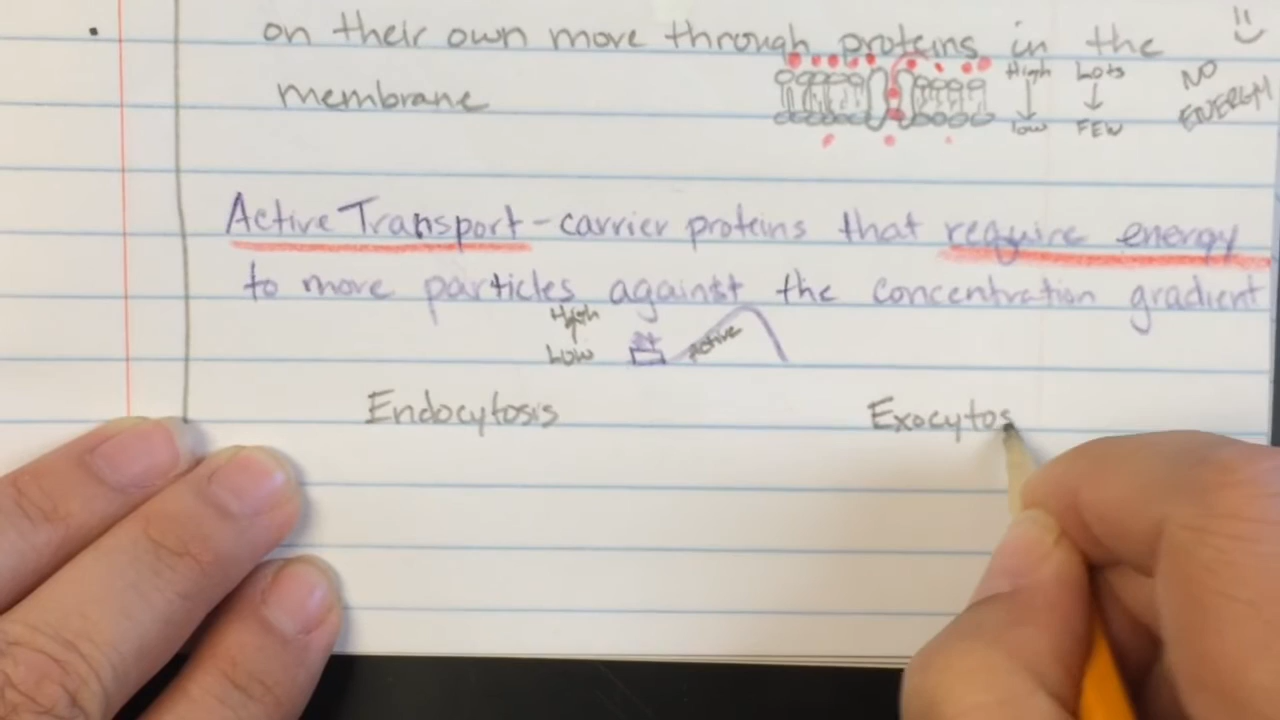 on their own move through proteins in the
membrane
High Lots NO
low FEW ENERGY
Active Transport - carrier proteins that require energy
to move particles against the concentration gradient
High
Low Active
Endocytosis Exocytos